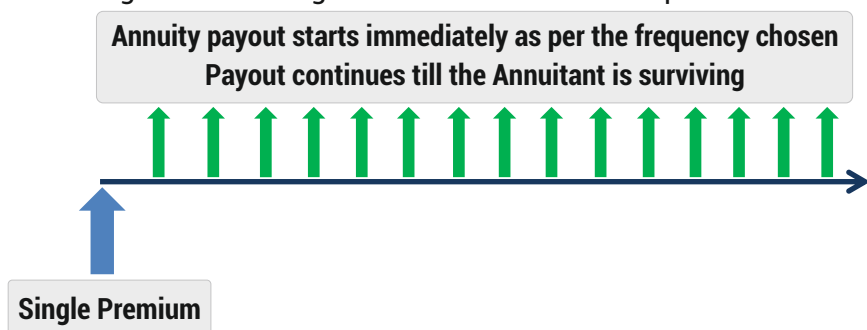 Annuity payout starts immediately as per the frequency chosen
Payout continues till the Annuitant is surviving
Single Premium